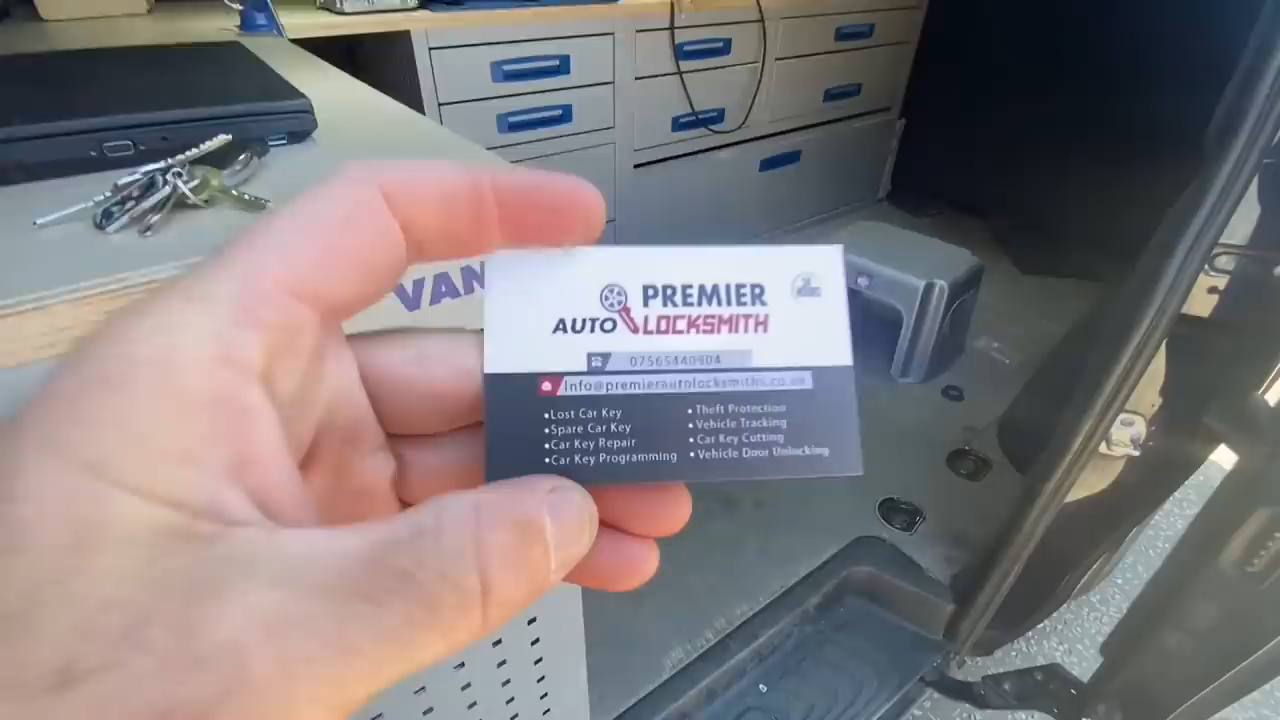 VAN
PREMIER
AUTO LOCKSMITH
07565440904
Info@premierautolocksmiths.co.uk
•Lost Car Key
•Spare Car Key
•Car Key Repair
•Car Key Programming
• Theft Protection
• Vehicle Tracking
• Car Key Cutting
• Vehicle Door Unlocking